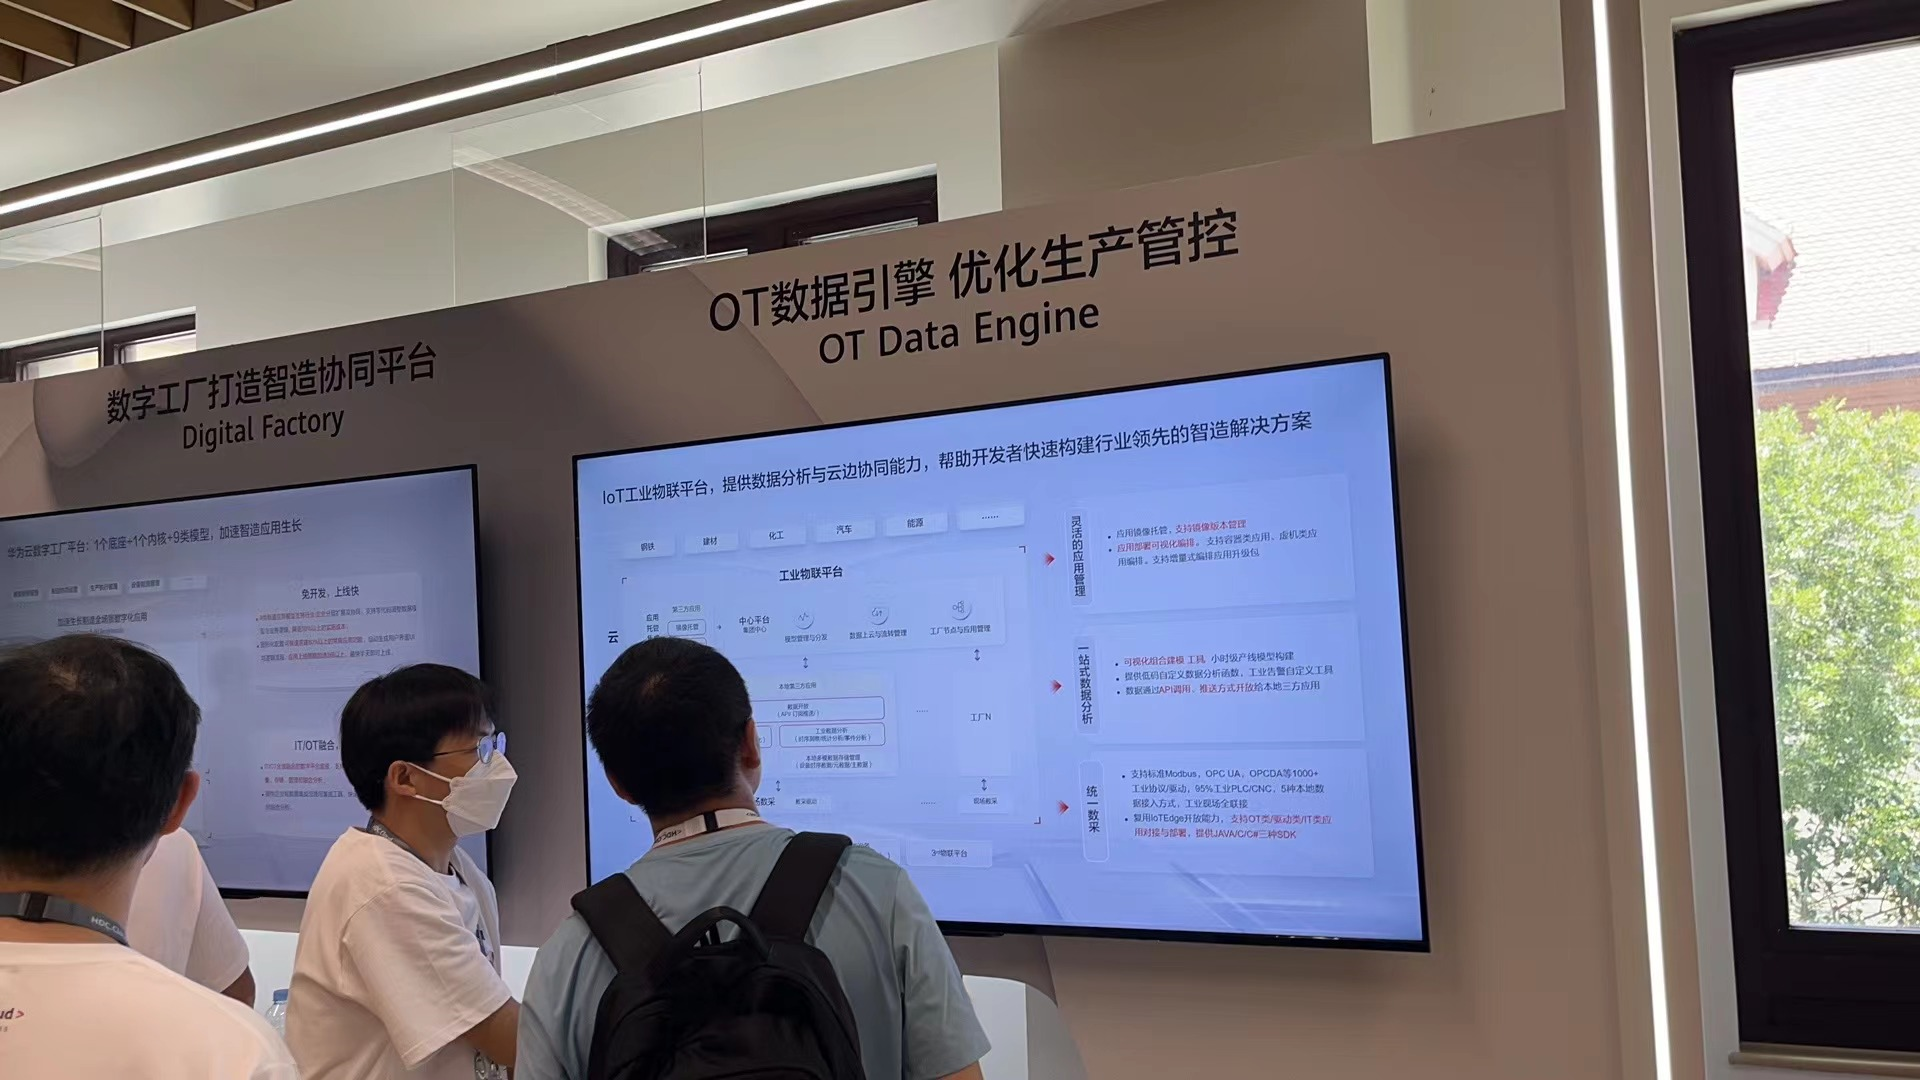 数字工厂打造智造协同平台
Digital Factory
华为云数字工厂平台：1个底座+1个内核+9类模型，加速智造应用生长
加速生长制造全场景数字化应用
免开发，上线快
IT/OT融合，
OT数据引擎 优化生产管控
OT Data Engine
IoT工业物联平台，提供数据分析与云边协同能力，帮助开发者快速构建行业领先的智造解决方案
钢铁
建材
化工
汽车
能源
......
工业物联平台
云
应用
托管
第三方应用
镜像托管
中心平台
集团中心
模型管理与分发
数据上云与流转管理
工厂节点与应用管理
本地第三方应用
数据开放
（API/ 订阅推送/ ）
工业数据分析
（ 时序洞察/统计分析/事件分析 ）
本地多模数据存储管理
......
工厂N
数采驱动
......
现场数采
3rd物联平台
灵活的应用管理
• 应用镜像托管，支持镜像版本管理
• 应用部署可视化编排。 支持容器类应用，虚机类应
用编排。支持增量式编排应用升级包
一站式数据分析
• 可视化组合建模 工具，小时级产线模型构建
• 提供低码自定义数据分析函数，工业告警自定义工具
• 数据通过API调用、推送方式开放给本地三方应用
统一数采
• 支持标准Modbus，OPC UA，OPCDA等1000+
工业协议/驱动，95%工业PLC/CNC，5种本地数
据接入方式，工业现场全联接
• 复用IoTEdge开放能力，支持OT类/驱动类/IT类应
用对接与部署，提供JAVA/C/C#三种SDK